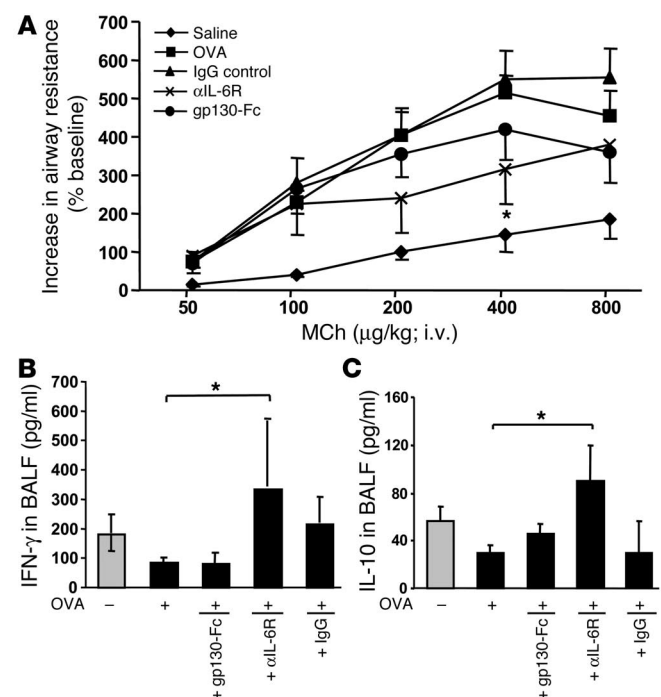 A
Increase in airway resistance
(% baseline)
700
600
500
400
300
200
100
0
Saline
OVA
IgG control
αIL-6R
gp130-Fc
*
50 100 200 400 800
MCh (μg/kg; i.v.)
B
IFN-γ in BALF (pg/ml)
700
600
500
400
300
200
100
0
*
OVA – + + + +
+ gp130-Fc
+ αIL-6R
+ IgG
C
IL-10 in BALF (pg/ml)
160
120
80
40
0
*
OVA – + + + +
+ gp130-Fc
+ αIL-6R
+ IgG